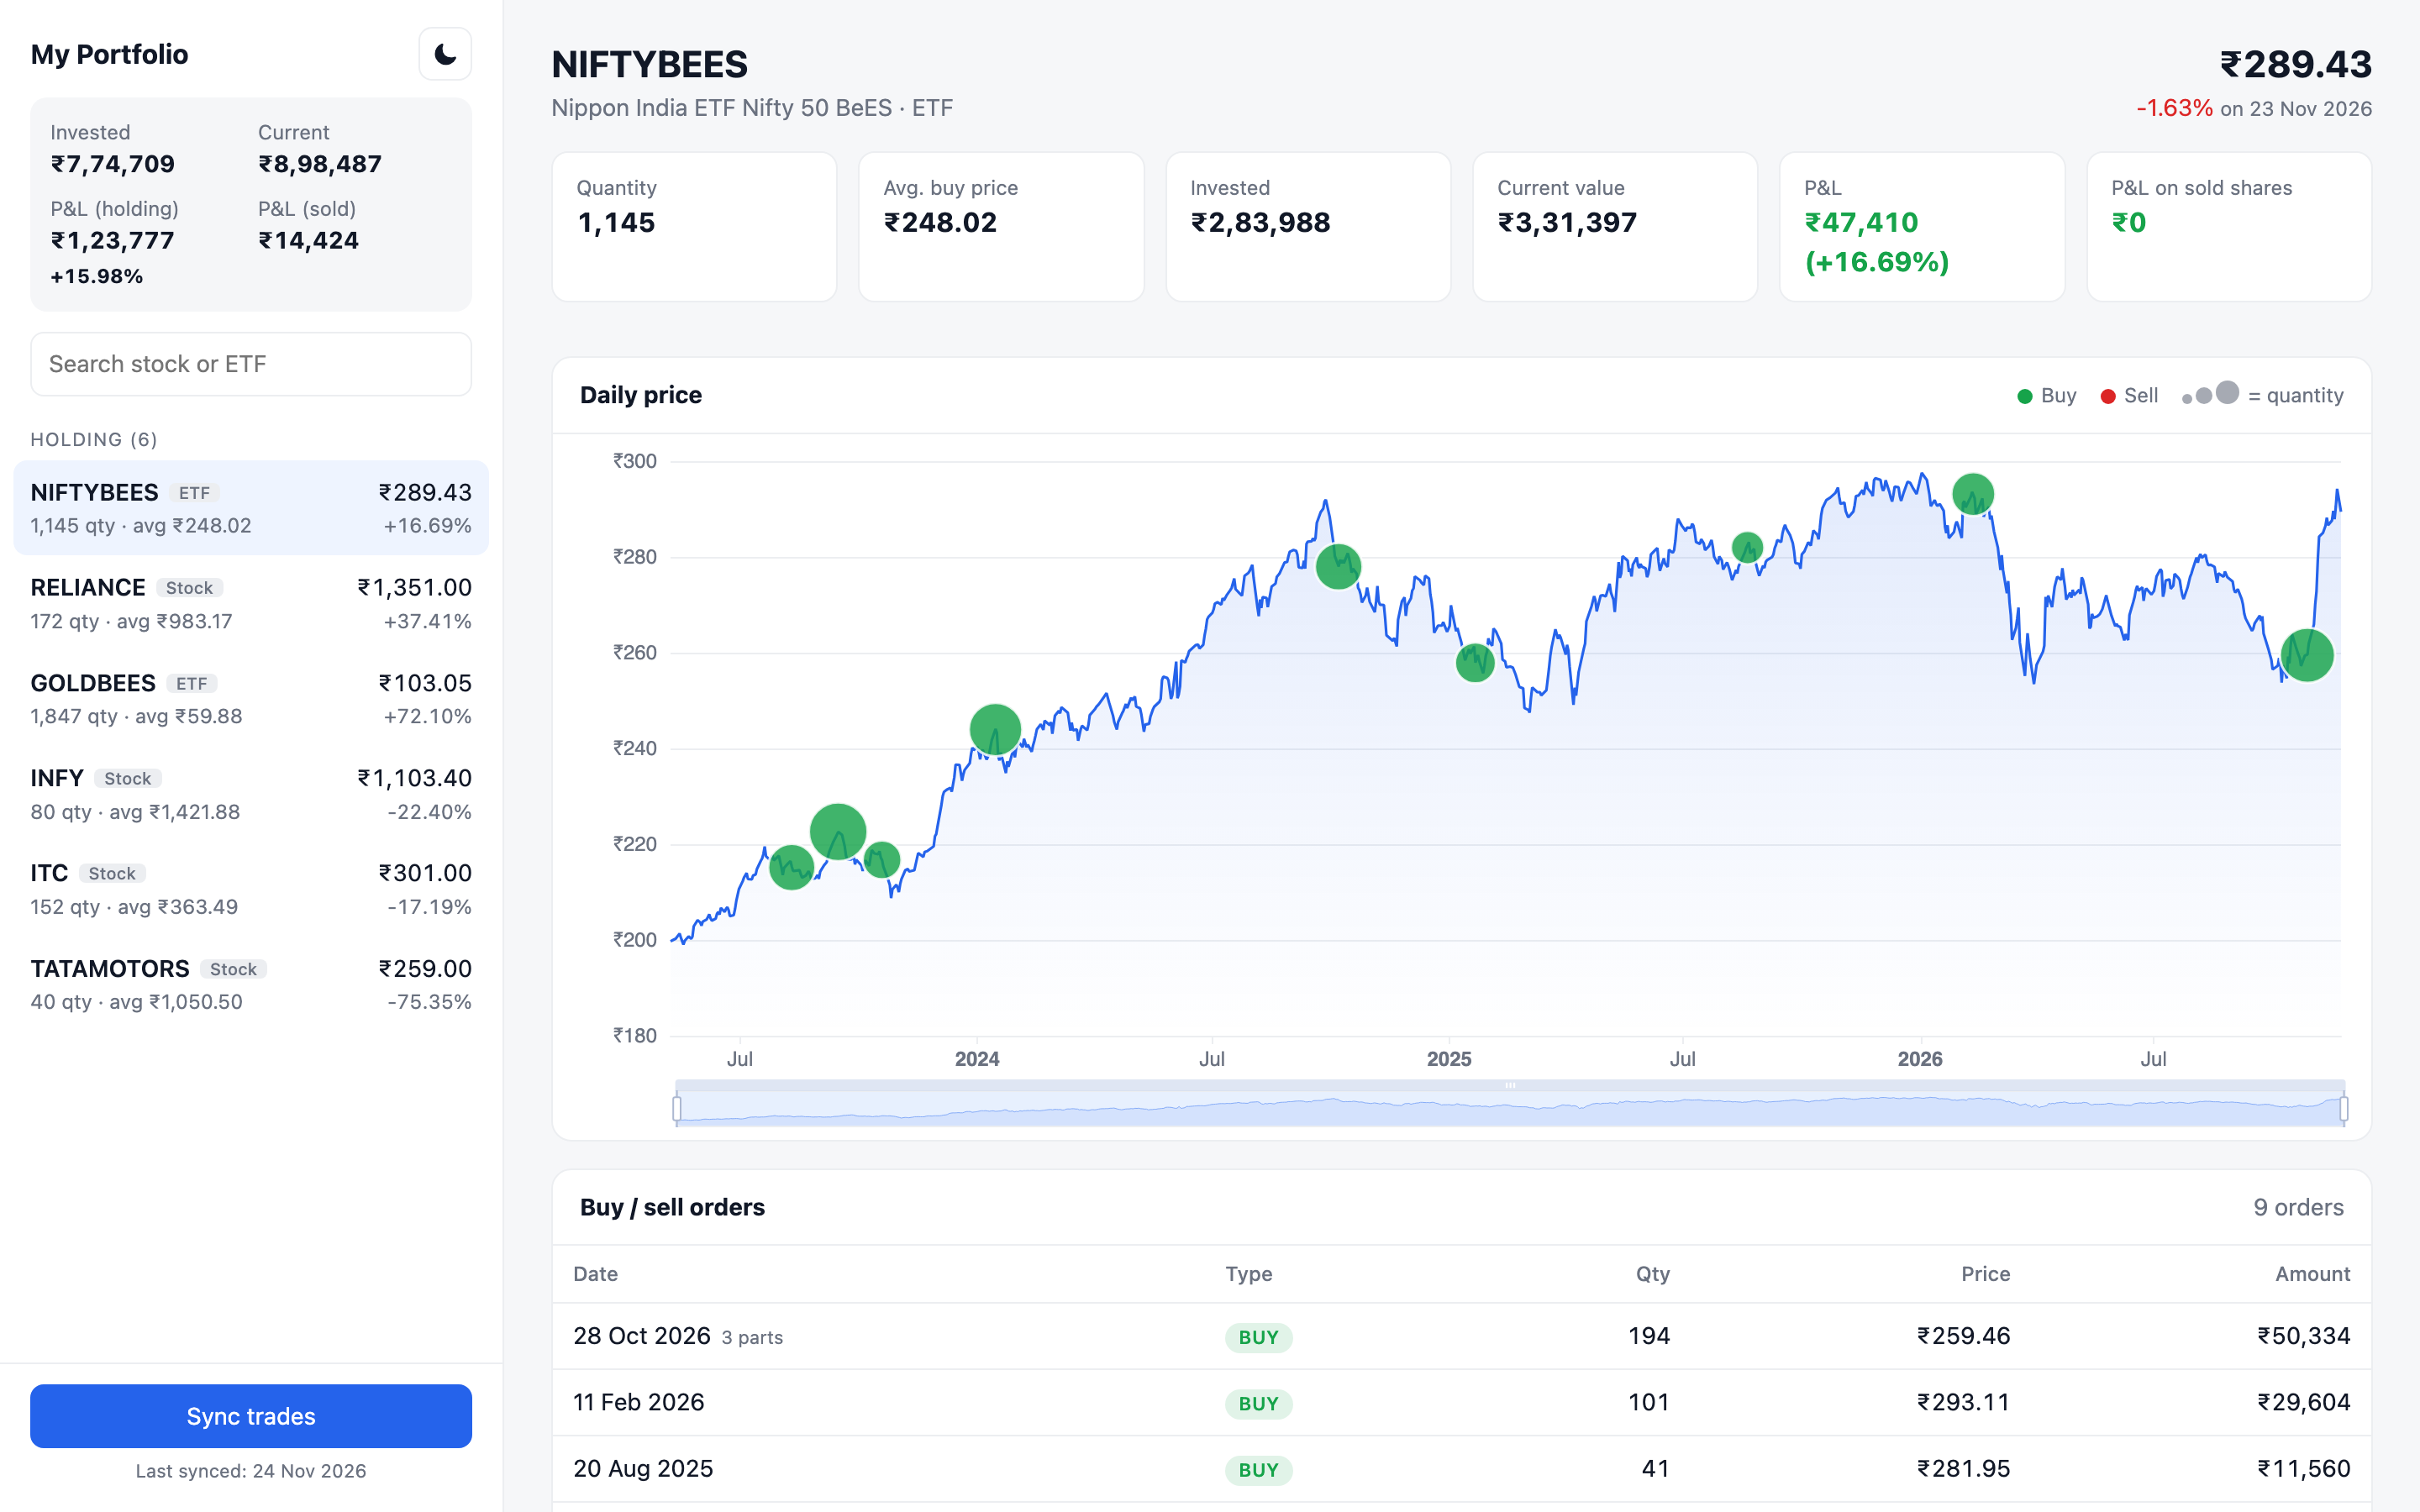 My Portfolio
Invested Current
₹7,74,709 ₹8,98,487
P&L (holding) P&L (sold)
₹1,23,777 ₹14,424
+15.98%
Search stock or ETF
HOLDING (6)
NIFTYBEES ETF ₹289.43
1,145 qty · avg ₹248.02 +16.69%
RELIANCE Stock ₹1,351.00
172 qty · avg ₹983.17 +37.41%
GOLDBEES ETF ₹103.05
1,847 qty · avg ₹59.88 +72.10%
INFY Stock ₹1,103.40
80 qty · avg ₹1,421.88 -22.40%
ITC Stock ₹301.00
152 qty · avg ₹363.49 -17.19%
TATAMOTORS Stock ₹259.00
40 qty · avg ₹1,050.50 -75.35%
Sync trades
Last synced: 24 Nov 2026
NIFTYBEES ₹289.43
Nippon India ETF Nifty 50 BeES · ETF -1.63% on 23 Nov 2026
Quantity Avg. buy price Invested Current value P&L P&L on sold shares
1,145 ₹248.02 ₹2,83,988 ₹3,31,397 ₹47,410 ₹0
(+16.69%)
Daily price Buy Sell = quantity
₹300
₹280
₹260
₹240
₹220
₹200
₹180
Jul 2024 Jul 2025 Jul 2026 Jul
Buy / sell orders 9 orders
Date Type Qty Price Amount
28 Oct 2026 3 parts BUY 194 ₹259.46 ₹50,334
11 Feb 2026 BUY 101 ₹293.11 ₹29,604
20 Aug 2025 BUY 41 ₹281.95 ₹11,560